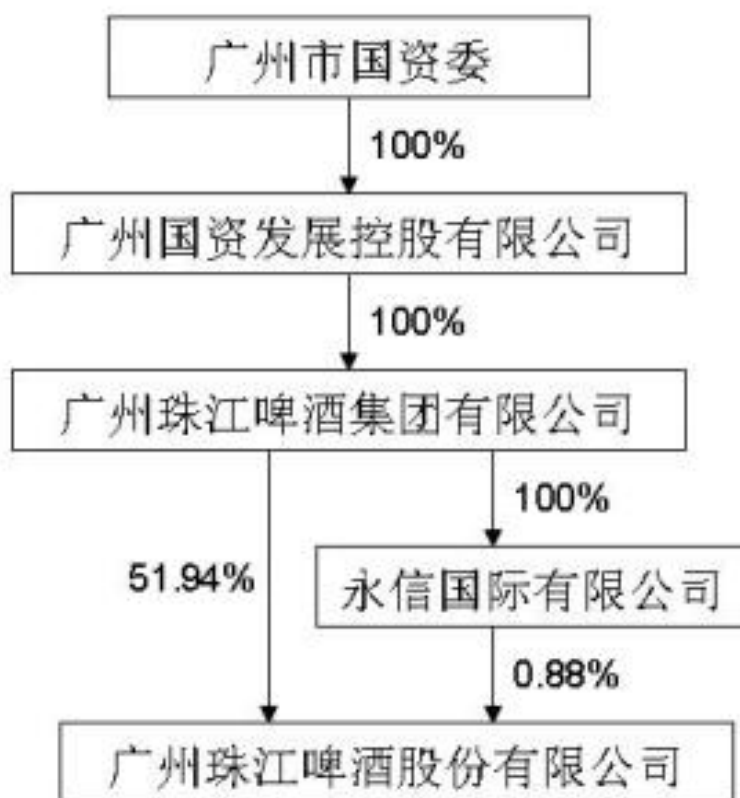 广州市国资委
100%
广州国资发展控股有限公司
100%
广州珠江啤酒集团有限公司
100%
51.94%
永信国际有限公司
0.88%
广州珠江啤酒股份有限公司